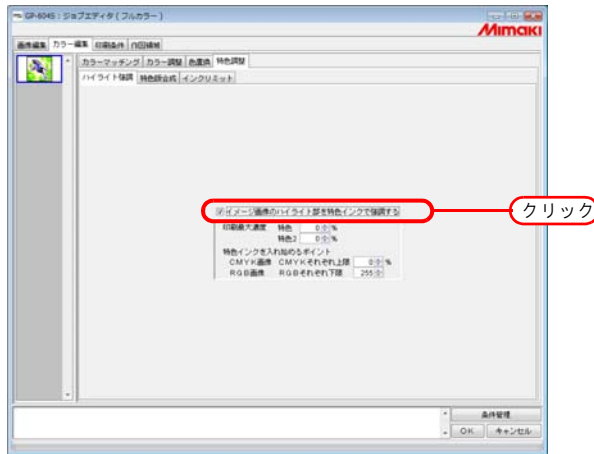 GP-604S : ジョブエディタ ( フルカラー )
Mimaki
画像編集 カラー編集 印刷条件 作図線種
カラーマッチング カラー調整 色置換 特色調整
ハイライト強調 特色版合成 インクリミット
イメージ画像のハイライト部を特色インクで強調する
クリック
印刷最大濃度 特色 0 %
特色2 0 %
特色インクを入れ始めるポイント
CMYK画像 CMYKそれぞれ上限 0 %
RGB画像 RGBそれぞれ下限 255
条件管理
OK キャンセル